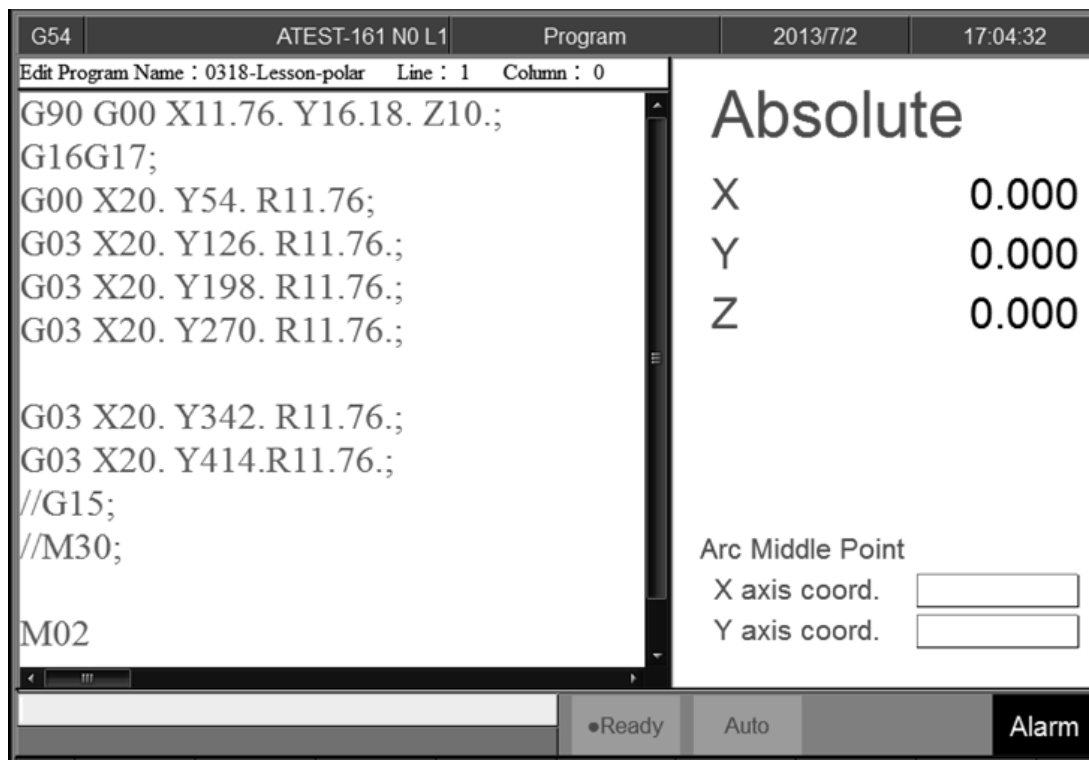 G54 ATEST-161 N0 L1 Program 2013/7/2 17:04:32
Edit Program Name：0318-Lesson-polar Line：1 Column：0
G90 G00 X11.76. Y16.18. Z10.;
G16G17;
G00 X20. Y54. R11.76;
G03 X20. Y126. R11.76.;
G03 X20. Y198. R11.76.;
G03 X20. Y270. R11.76.;
G03 X20. Y342. R11.76.;
G03 X20. Y414.R11.76.;
//G15;
//M30;
M02
Absolute
X 0.000
Y 0.000
Z 0.000
Arc Middle Point
X axis coord.
Y axis coord.
●Ready Auto Alarm